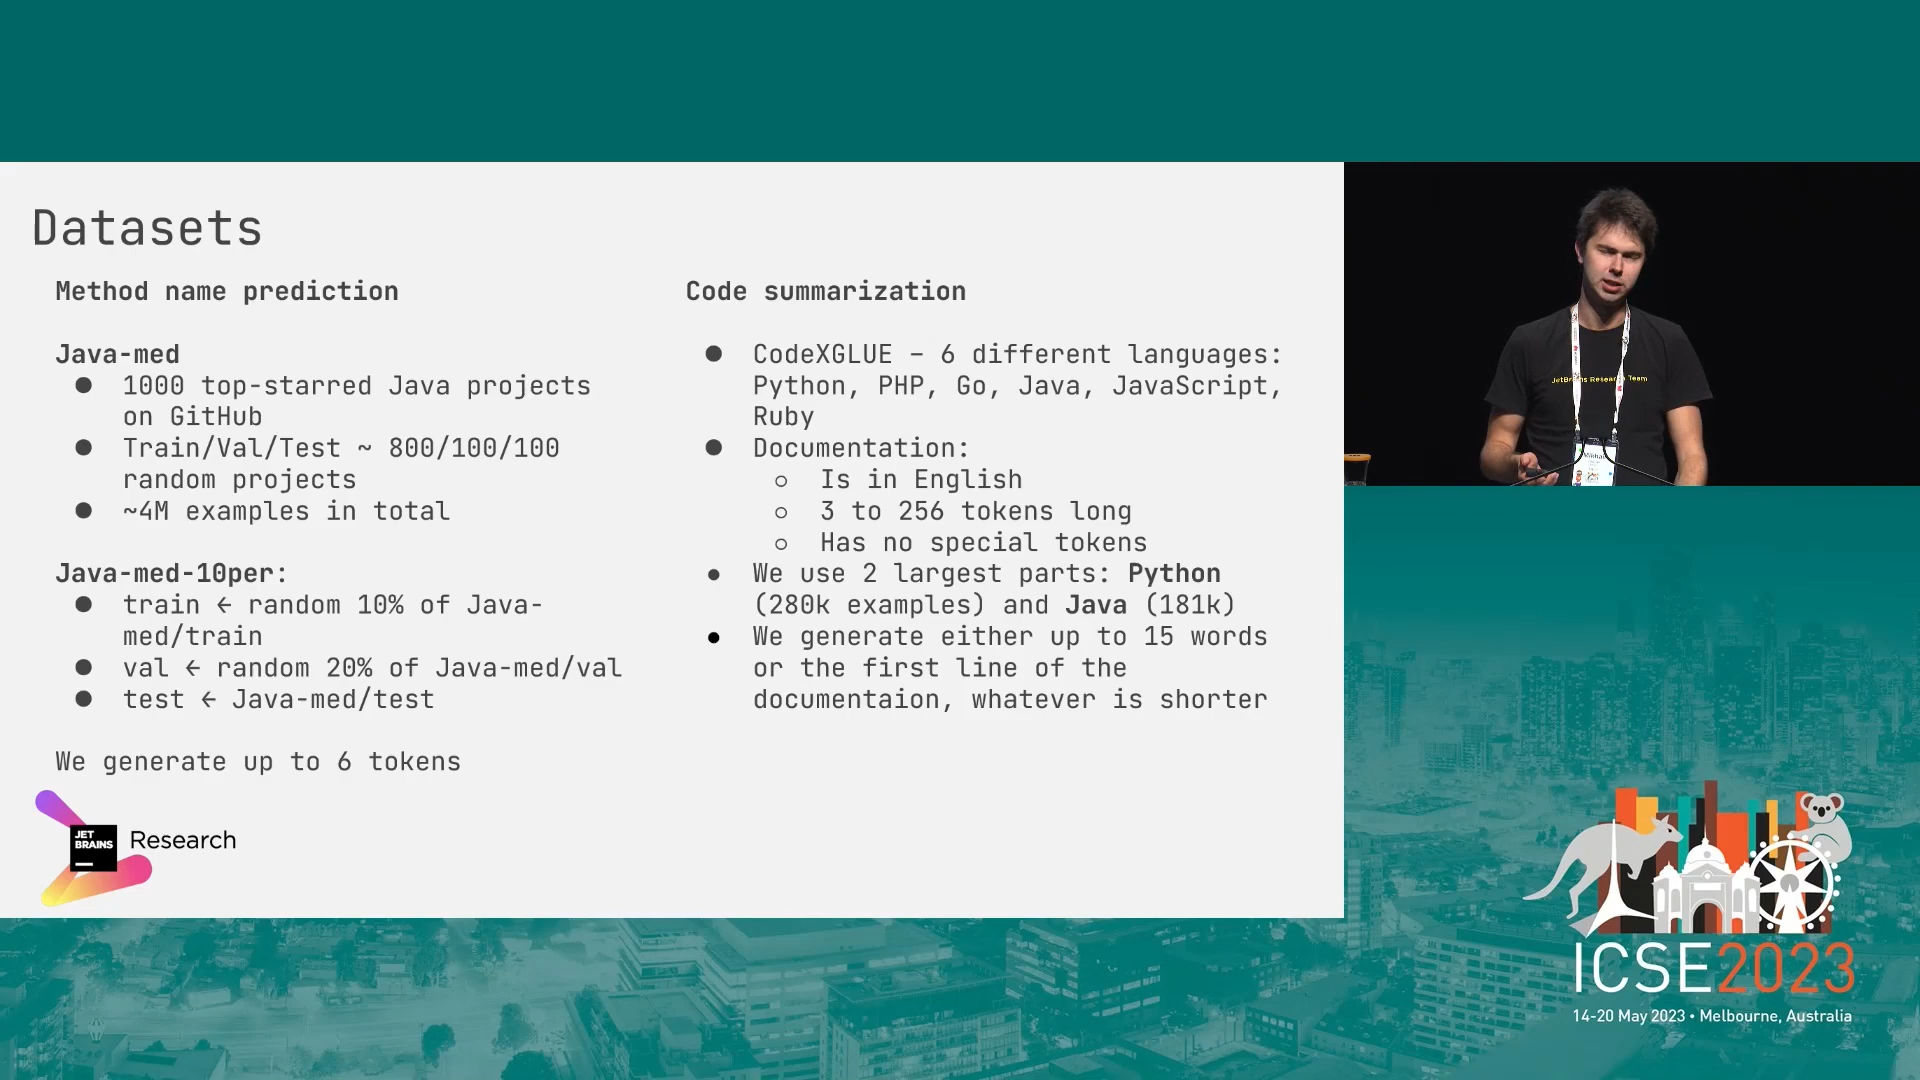 Datasets
Method name prediction
Java-med
● 1000 top-starred Java projects
on GitHub
● Train/Val/Test ~ 800/100/100
random projects
● ~4M examples in total
Java-med-10per:
● train ← random 10% of Java-
med/train
● val ← random 20% of Java-med/val
● test ← Java-med/test
We generate up to 6 tokens
JET
BRAINS
Research
Code summarization
● CodeXGLUE – 6 different languages:
Python, PHP, Go, Java, JavaScript,
Ruby
● Documentation:
○ Is in English
○ 3 to 256 tokens long
○ Has no special tokens
● We use 2 largest parts: Python
(280k examples) and Java (181k)
● We generate either up to 15 words
or the first line of the
documentaion, whatever is shorter
Team
ICSE2023
14-20 May 2023 • Melbourne, Australia